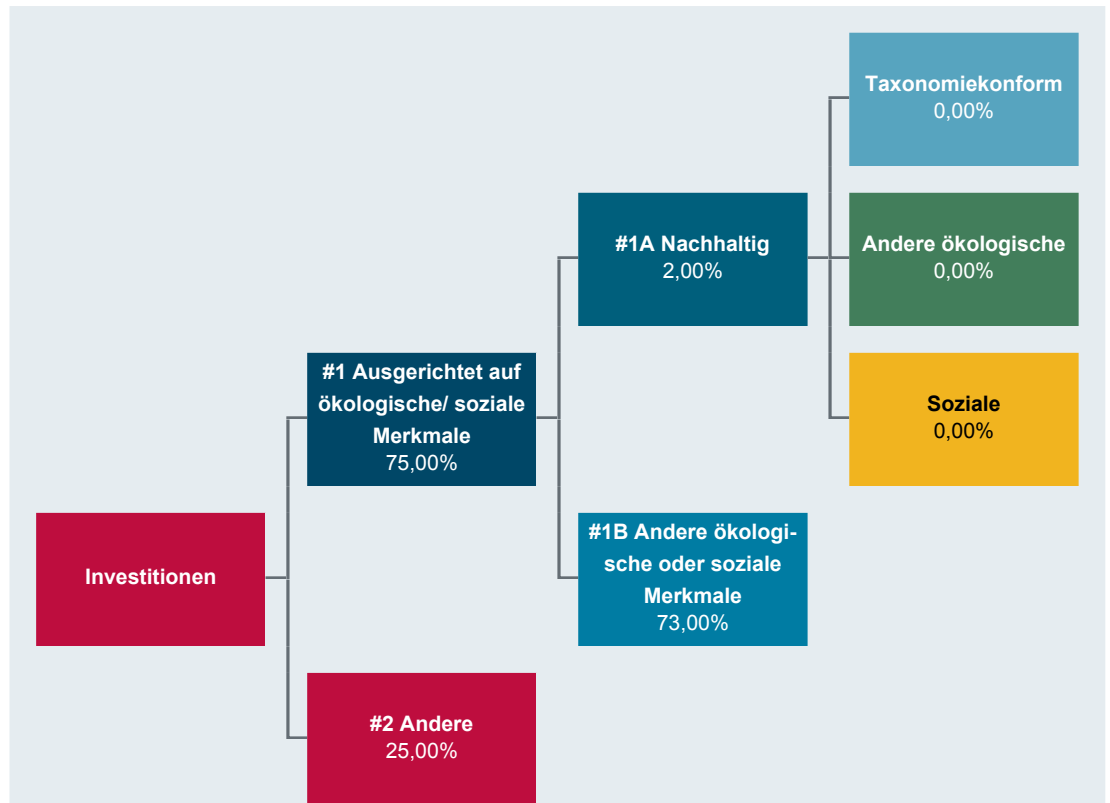 Taxonomiekonform
0,00%
#1A Nachhaltig
2,00%
Andere ökologische
0,00%
#1 Ausgerichtet auf
ökologische/ soziale
Merkmale
75,00%
Soziale
0,00%
Investitionen
#1B Andere ökologi-
sche oder soziale
Merkmale
73,00%
#2 Andere
25,00%